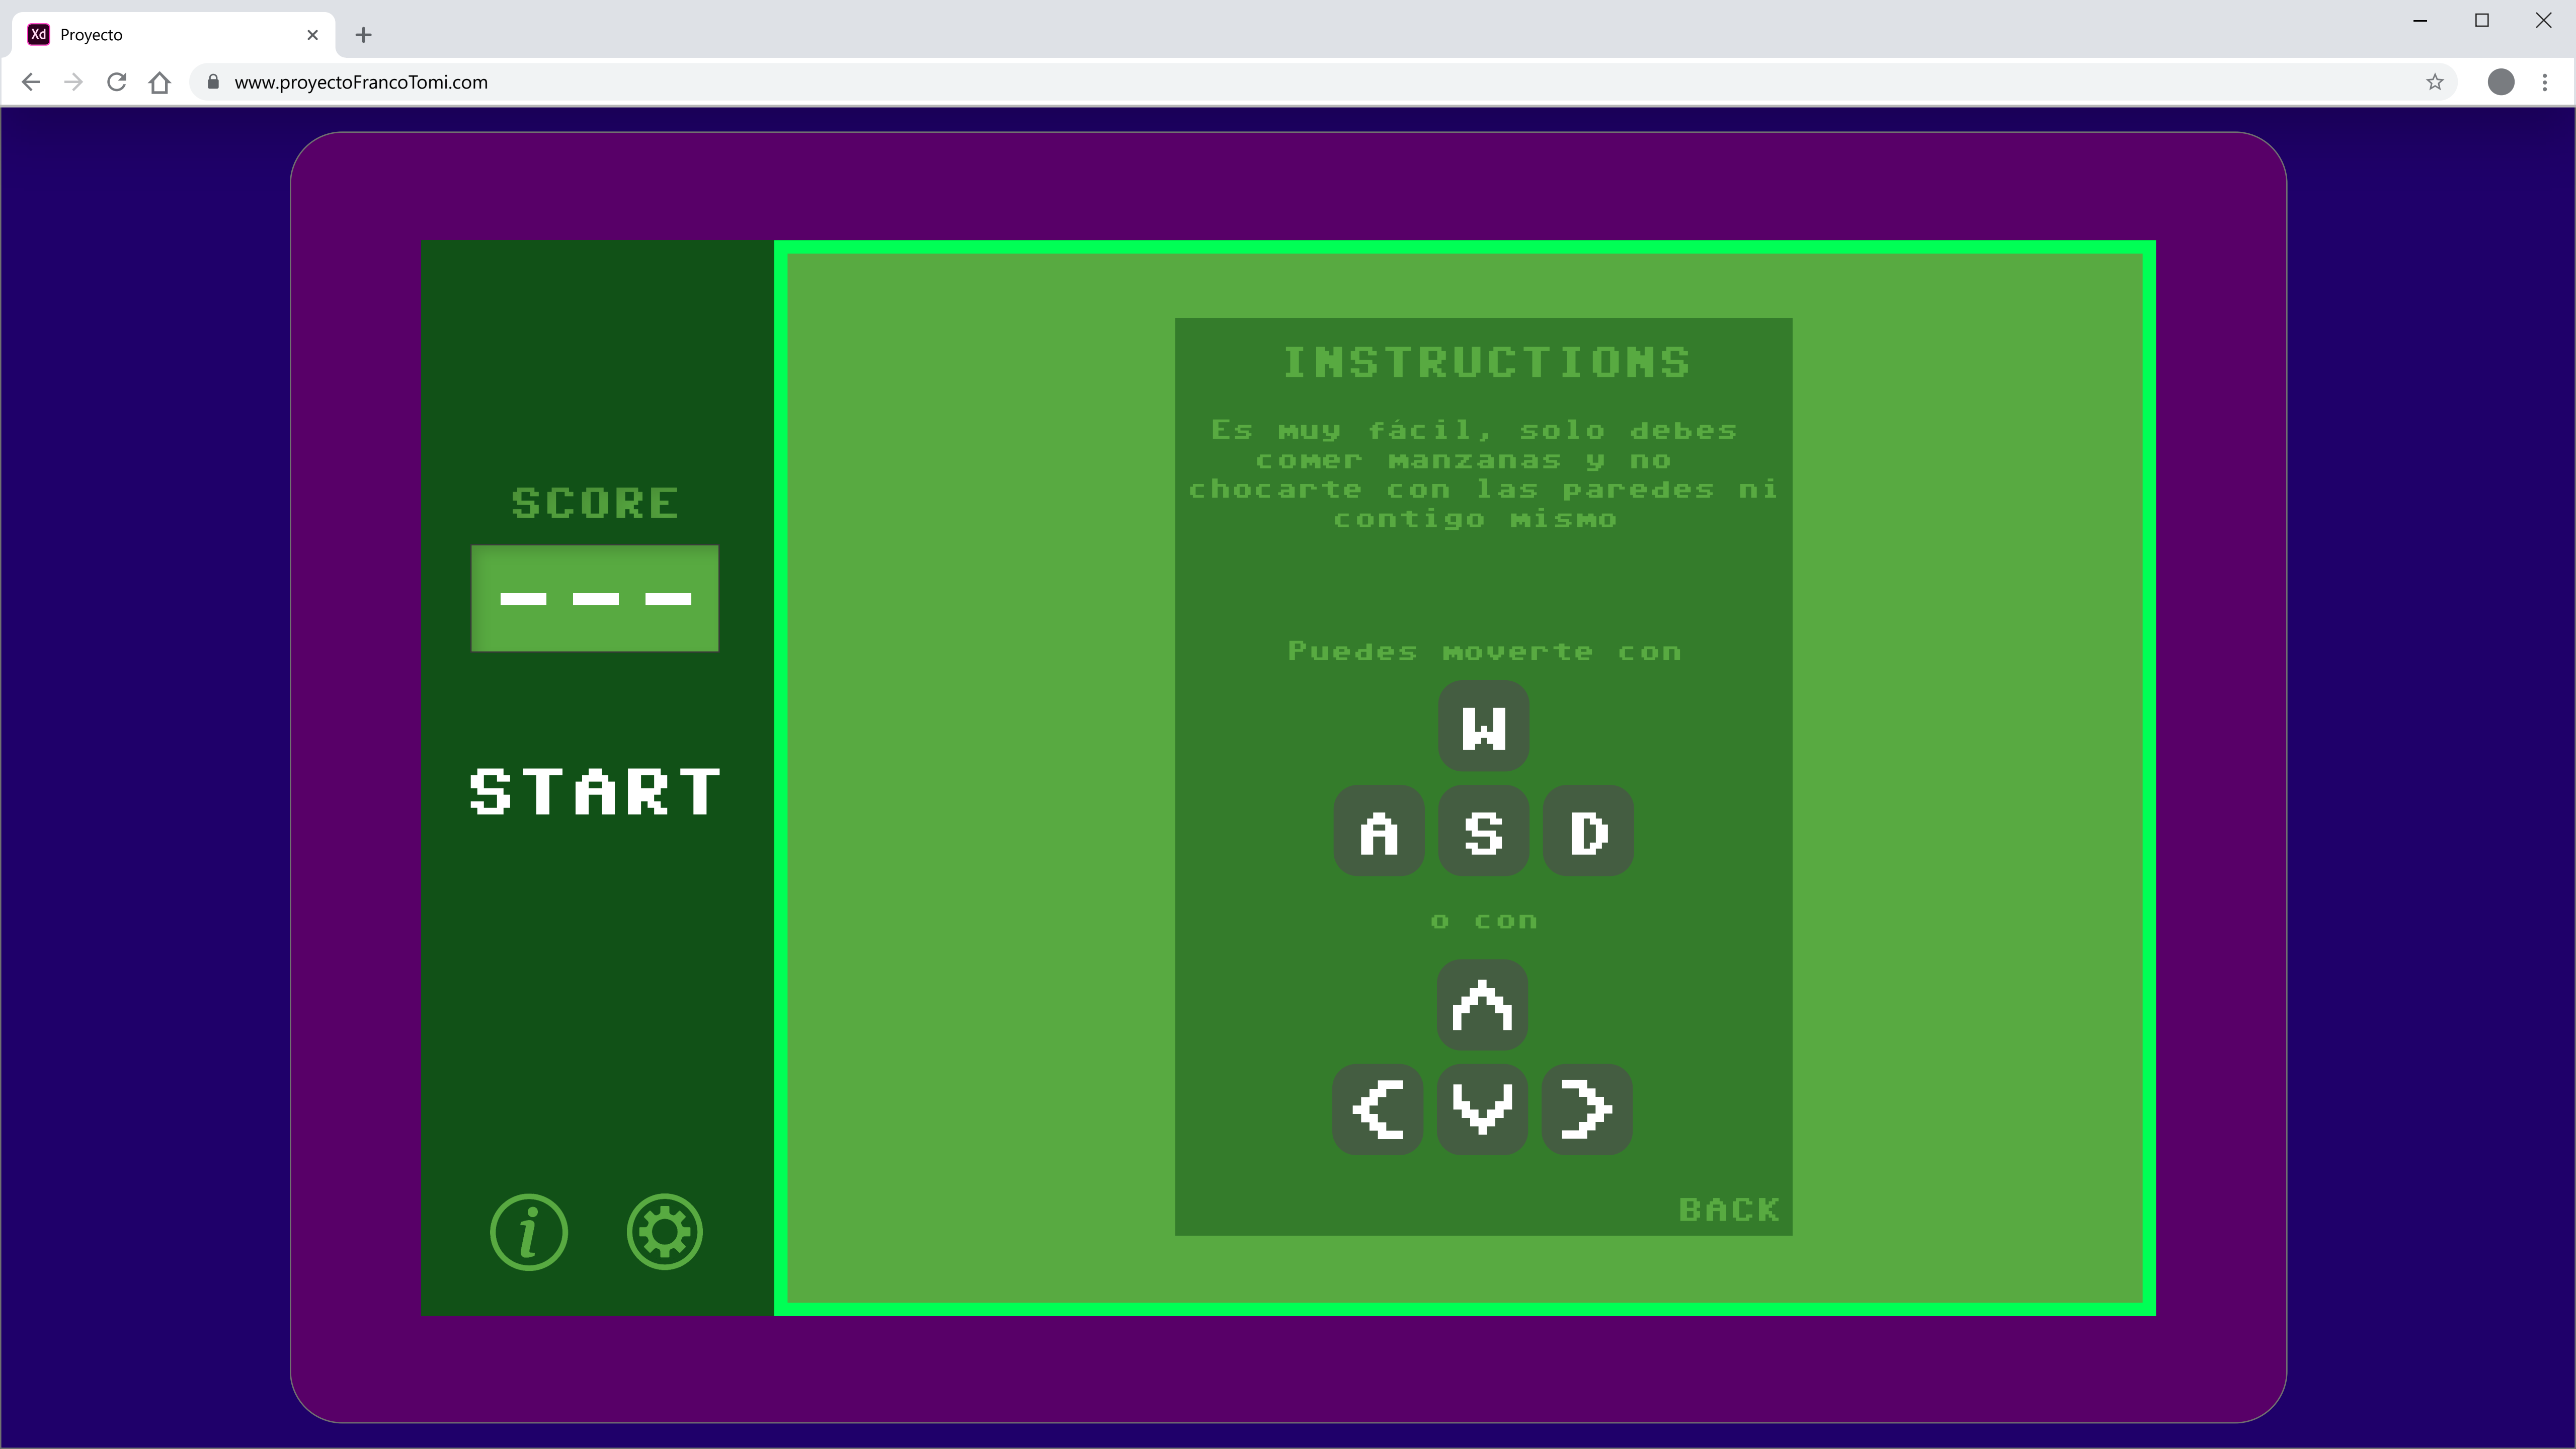 Xd Proyecto
www.proyectoFrancoTomi.com
SCORE
START
INSTRUCTIONS
Es muy fácil, solo debes
comer manzanas y no
chocarte con las paredes ni
contigo mismo
Puedes moverte con
W
A S D
o con
BACK